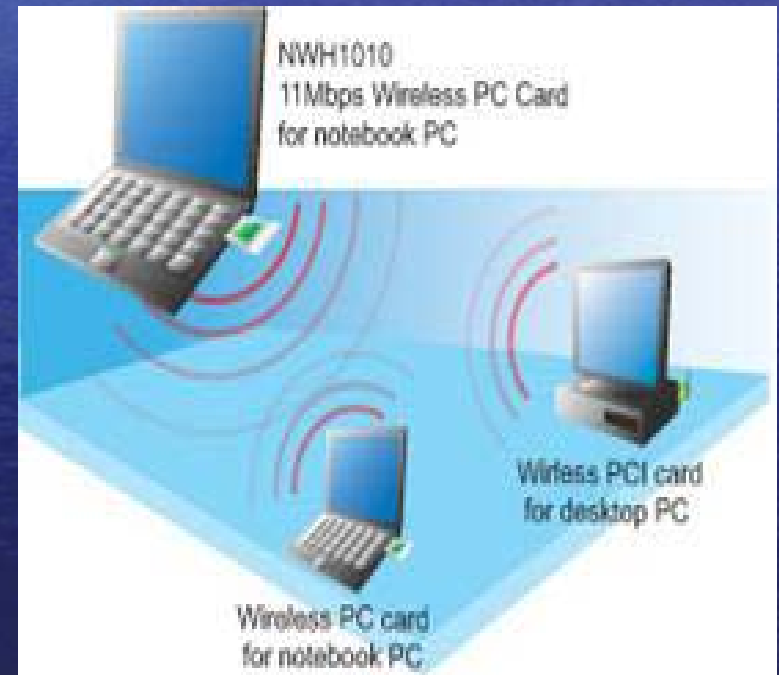 NWH1010
11Mbps Wireless PC Card
for notebook PC
Wirless PCI card
for desktop PC
Wireless PC card
for notebook PC